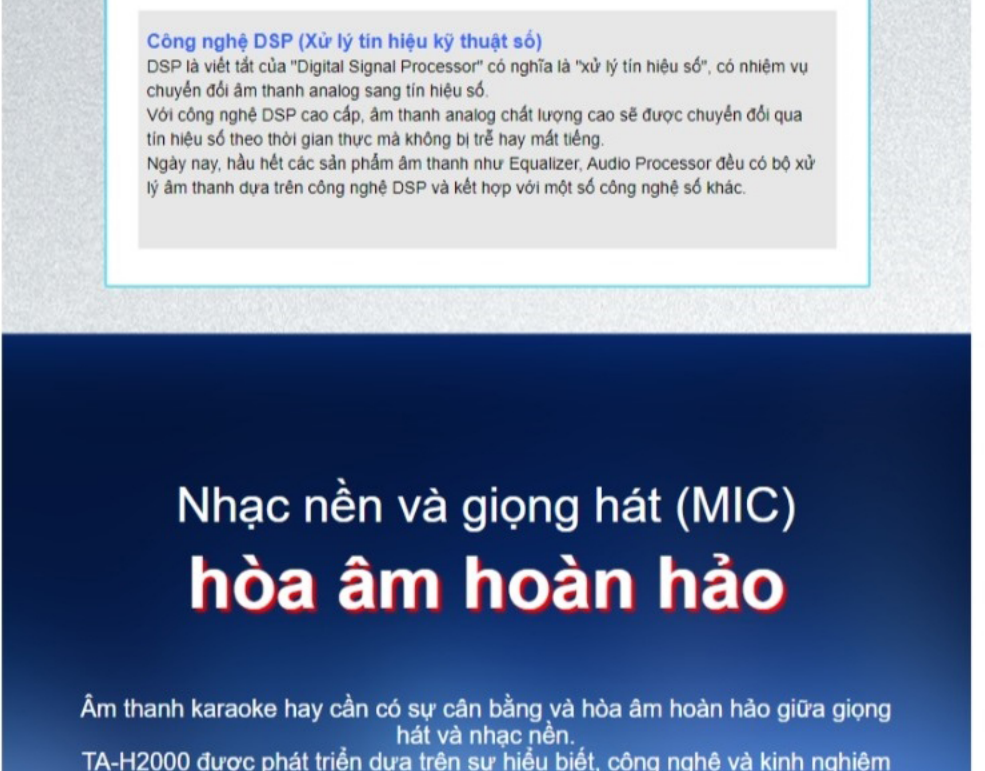 Công nghệ DSP (Xử lý tín hiệu kỹ thuật số)
DSP là viết tắt của "Digital Signal Processor" có nghĩa là "xử lý tín hiệu số", có nhiệm vụ
chuyển đổi âm thanh analog sang tín hiệu số.
Với công nghệ DSP cao cấp, âm thanh analog chất lượng cao sẽ được chuyển đổi qua
tín hiệu số theo thời gian thực mà không bị trễ hay mất tiếng.
Ngày nay, hầu hết các sản phẩm âm thanh như Equalizer, Audio Processor đều có bộ xử
lý âm thanh dựa trên công nghệ DSP và kết hợp với một số công nghệ số khác.
Nhạc nền và giọng hát (MIC)
hòa âm hoàn hảo
Âm thanh karaoke hay cần có sự cân bằng và hòa âm hoàn hảo giữa giọng
hát và nhạc nền.
TA-H2000 được phát triển dựa trên sự hiểu biết, công nghệ và kinh nghiệm